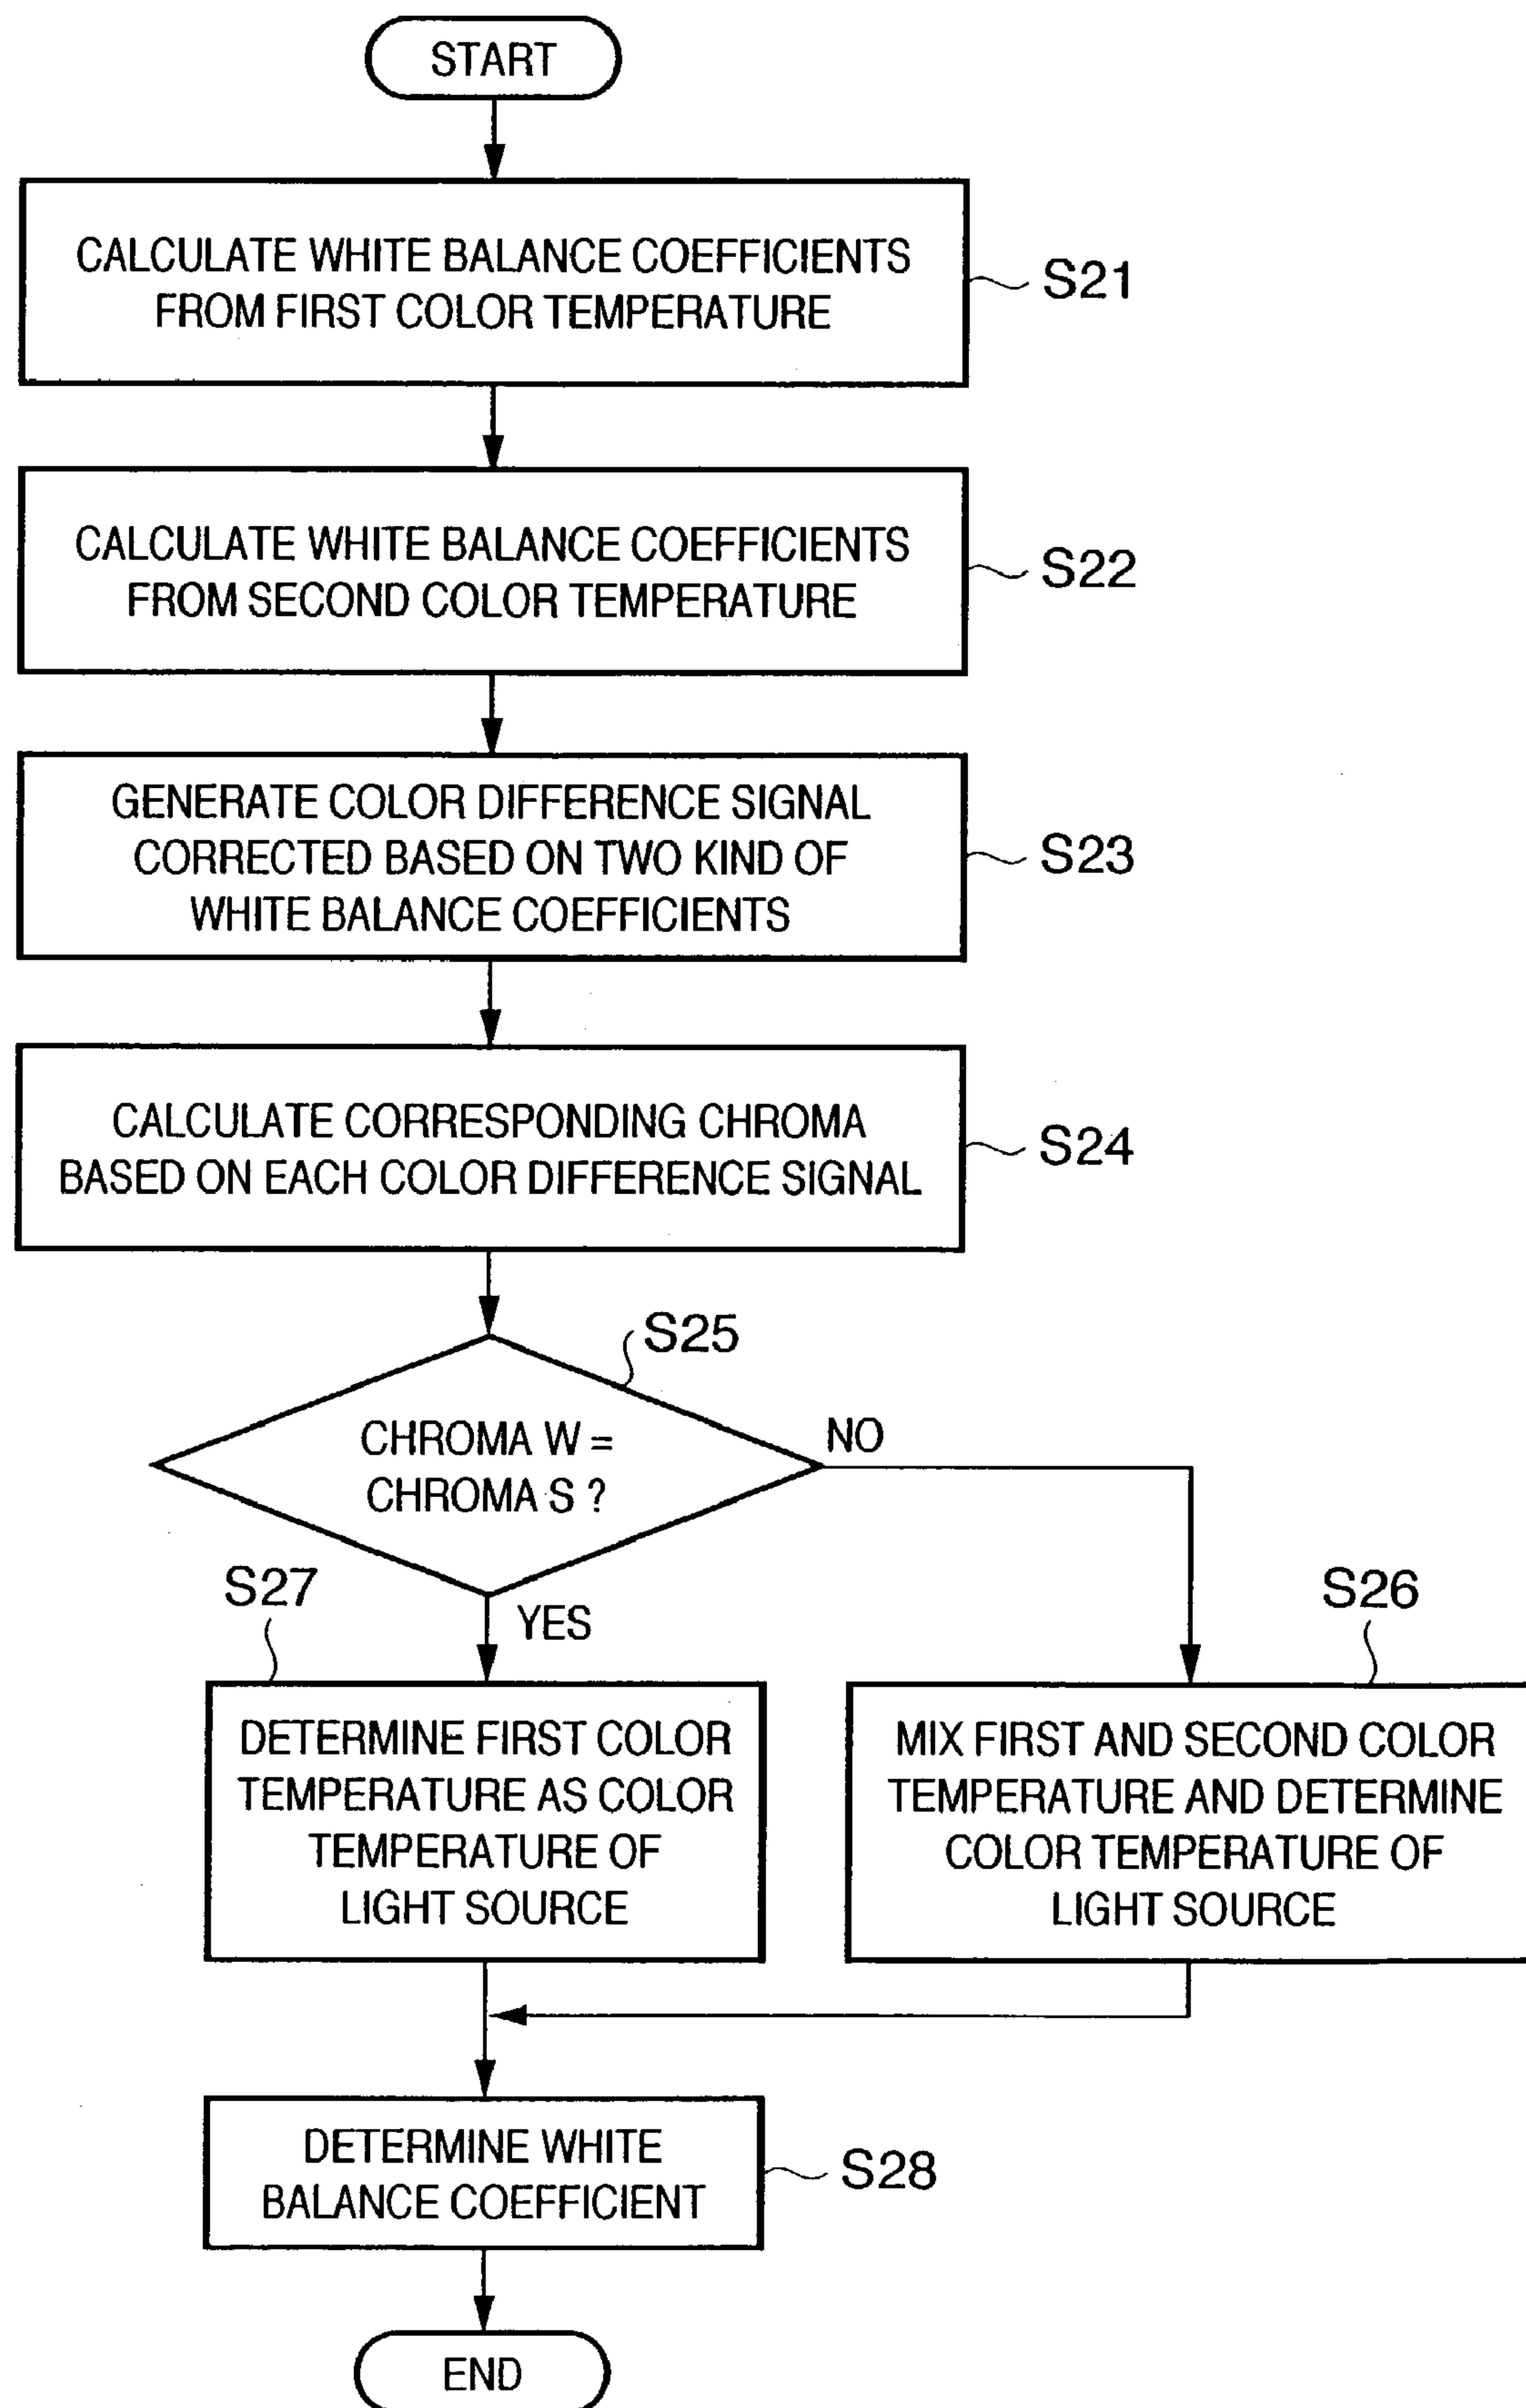 START
CALCULATE WHITE BALANCE COEFFICIENTS
FROM FIRST COLOR TEMPERATURE
S21
CALCULATE WHITE BALANCE COEFFICIENTS
FROM SECOND COLOR TEMPERATURE
S22
GENERATE COLOR DIFFERENCE SIGNAL
CORRECTED BASED ON TWO KIND OF
WHITE BALANCE COEFFICIENTS
S23
CALCULATE CORRESPONDING CHROMA
BASED ON EACH COLOR DIFFERENCE SIGNAL
S24
S25
CHROMA W =
CHROMA S ?
NO
YES
S27
DETERMINE FIRST COLOR
TEMPERATURE AS COLOR
TEMPERATURE OF
LIGHT SOURCE
S26
MIX FIRST AND SECOND COLOR
TEMPERATURE AND DETERMINE
COLOR TEMPERATURE OF
LIGHT SOURCE
DETERMINE WHITE
BALANCE COEFFICIENT
S28
END